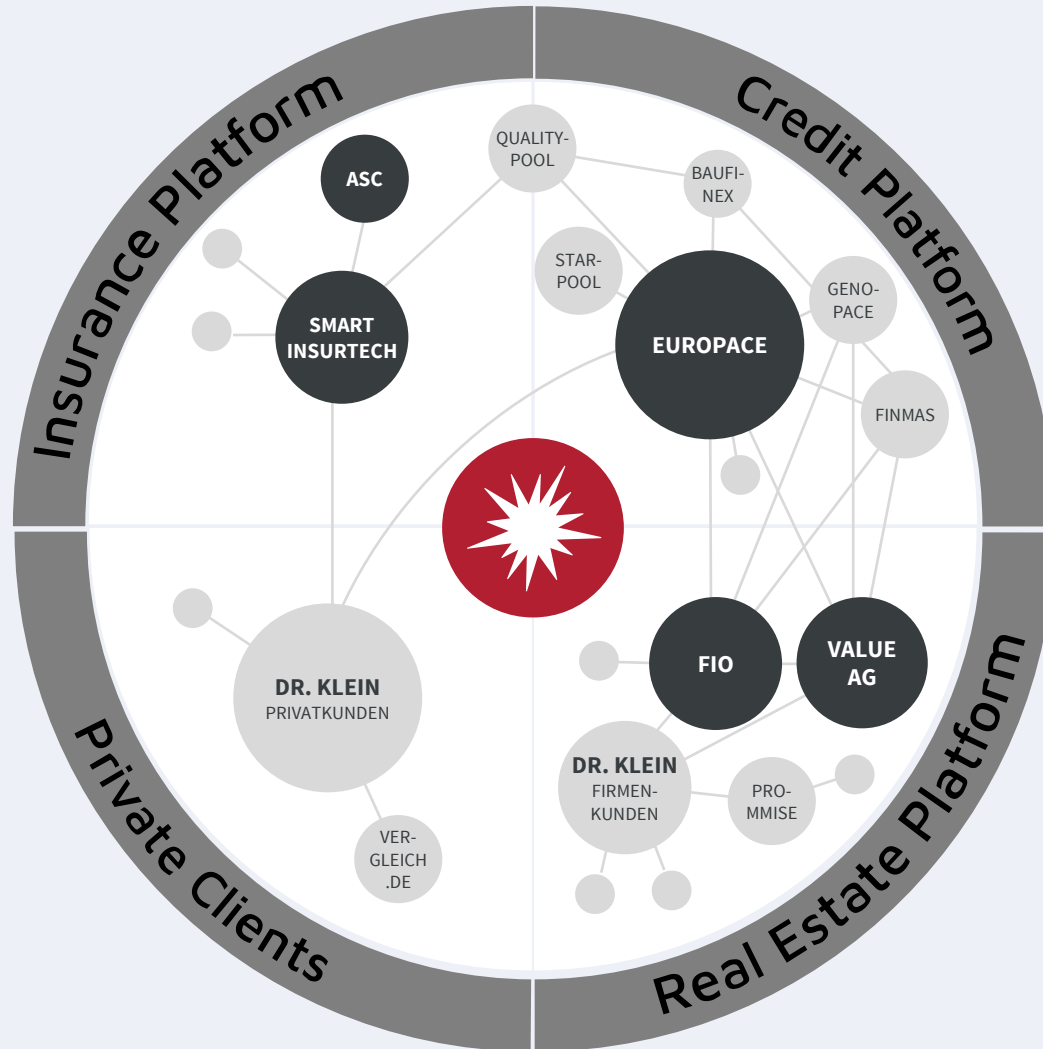 Insurance Platform
Credit Platform
QUALITY-
POOL
ASC
BAUFI-
NEX
STAR-
POOL
GENO-
PACE
SMART
INSURTECH
EUROPACE
FINMAS
DR. KLEIN
PRIVATKUNDEN
FIO
VALUE
AG
DR. KLEIN
FIRMEN-
KUNDEN
PRO-
MMISE
VER-
GLEICH
.DE
Private Clients
Real Estate Platform